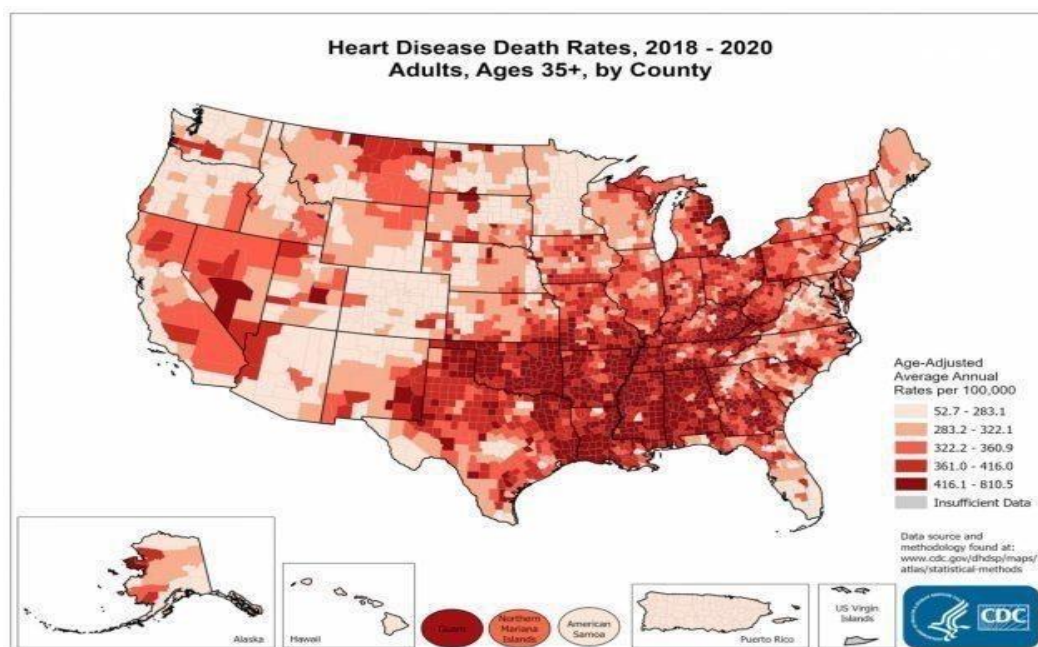 Heart Disease Death Rates, 2018 - 2020
Adults, Ages 35+, by County
Age-Adjusted
Average Annual
Rates per 100,000
52.7 - 283.1
283.2 - 322.1
322.2 - 360.9
361.0 - 416.0
416.1 - 810.5
Insufficient Data
Data source and
methodology found at:
www.cdc.gov/dhdsp/maps/
atlas/statistical-methods
Alaska
Hawaii
Guam
Northern
Mariana
Islands
American
Samoa
Puerto Rico
US Virgin
Islands
CDC